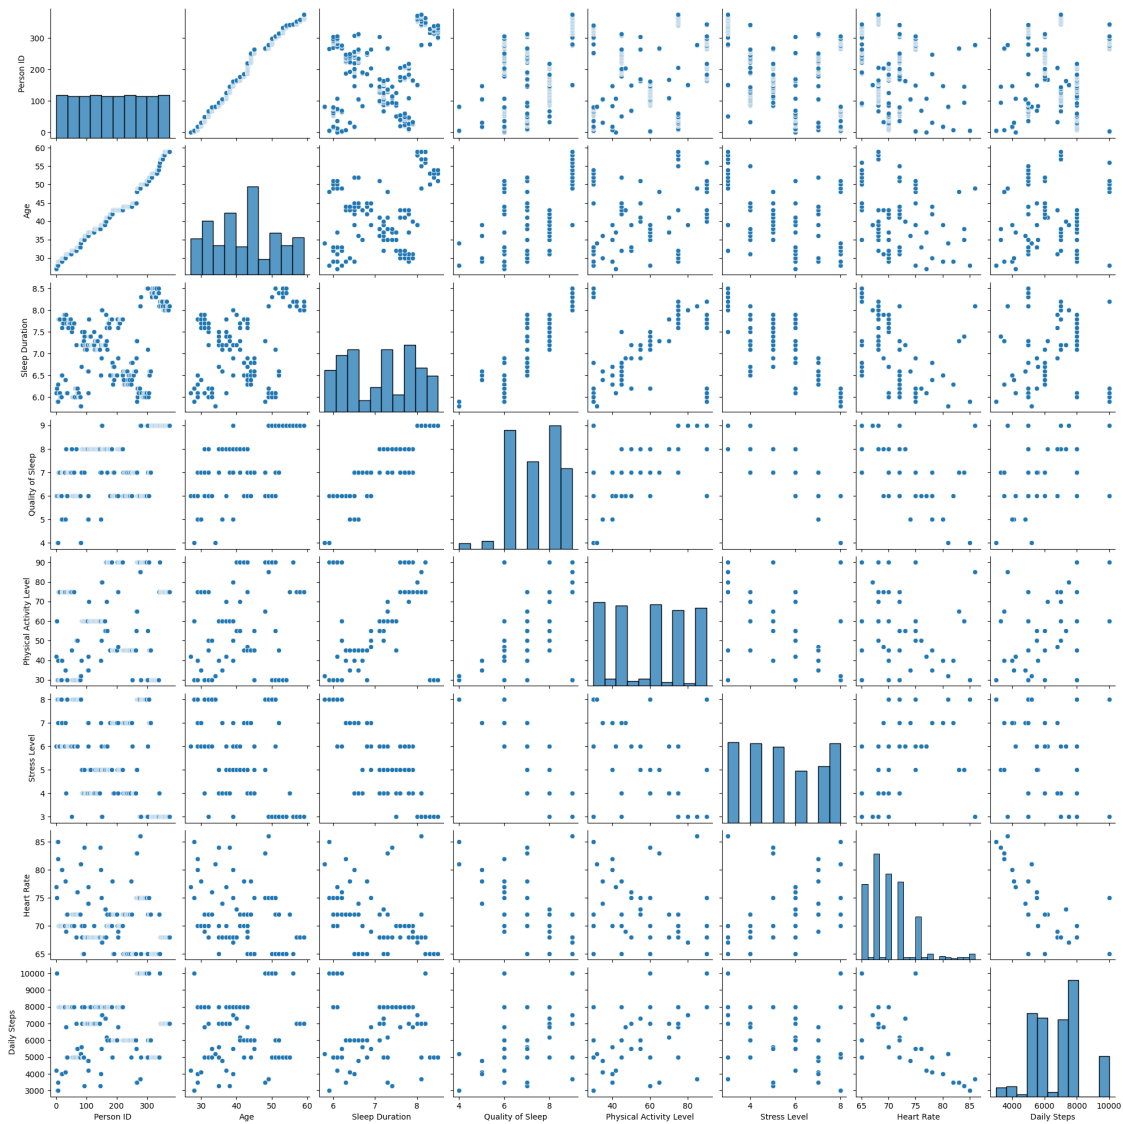 300
200
100
0
Person ID
60
55
50
45
40
35
30
Age
8.5
8.0
7.5
7.0
6.5
6.0
Sleep Duration
9
8
7
6
5
4
Quality of Sleep
90
80
70
60
50
40
30
Physical Activity Level
8
7
6
5
4
3
Stress Level
85
80
75
70
65
Heart Rate
10000
9000
8000
7000
6000
5000
4000
3000
Daily Steps
0 100 200 300
30 40 50 60
6 7 8
4 6 8
40 60 80
4 6 8
65 70 75 80 85
4000 6000 8000 10000
Person ID
Age
Sleep Duration
Quality of Sleep
Physical Activity Level
Stress Level
Heart Rate
Daily Steps